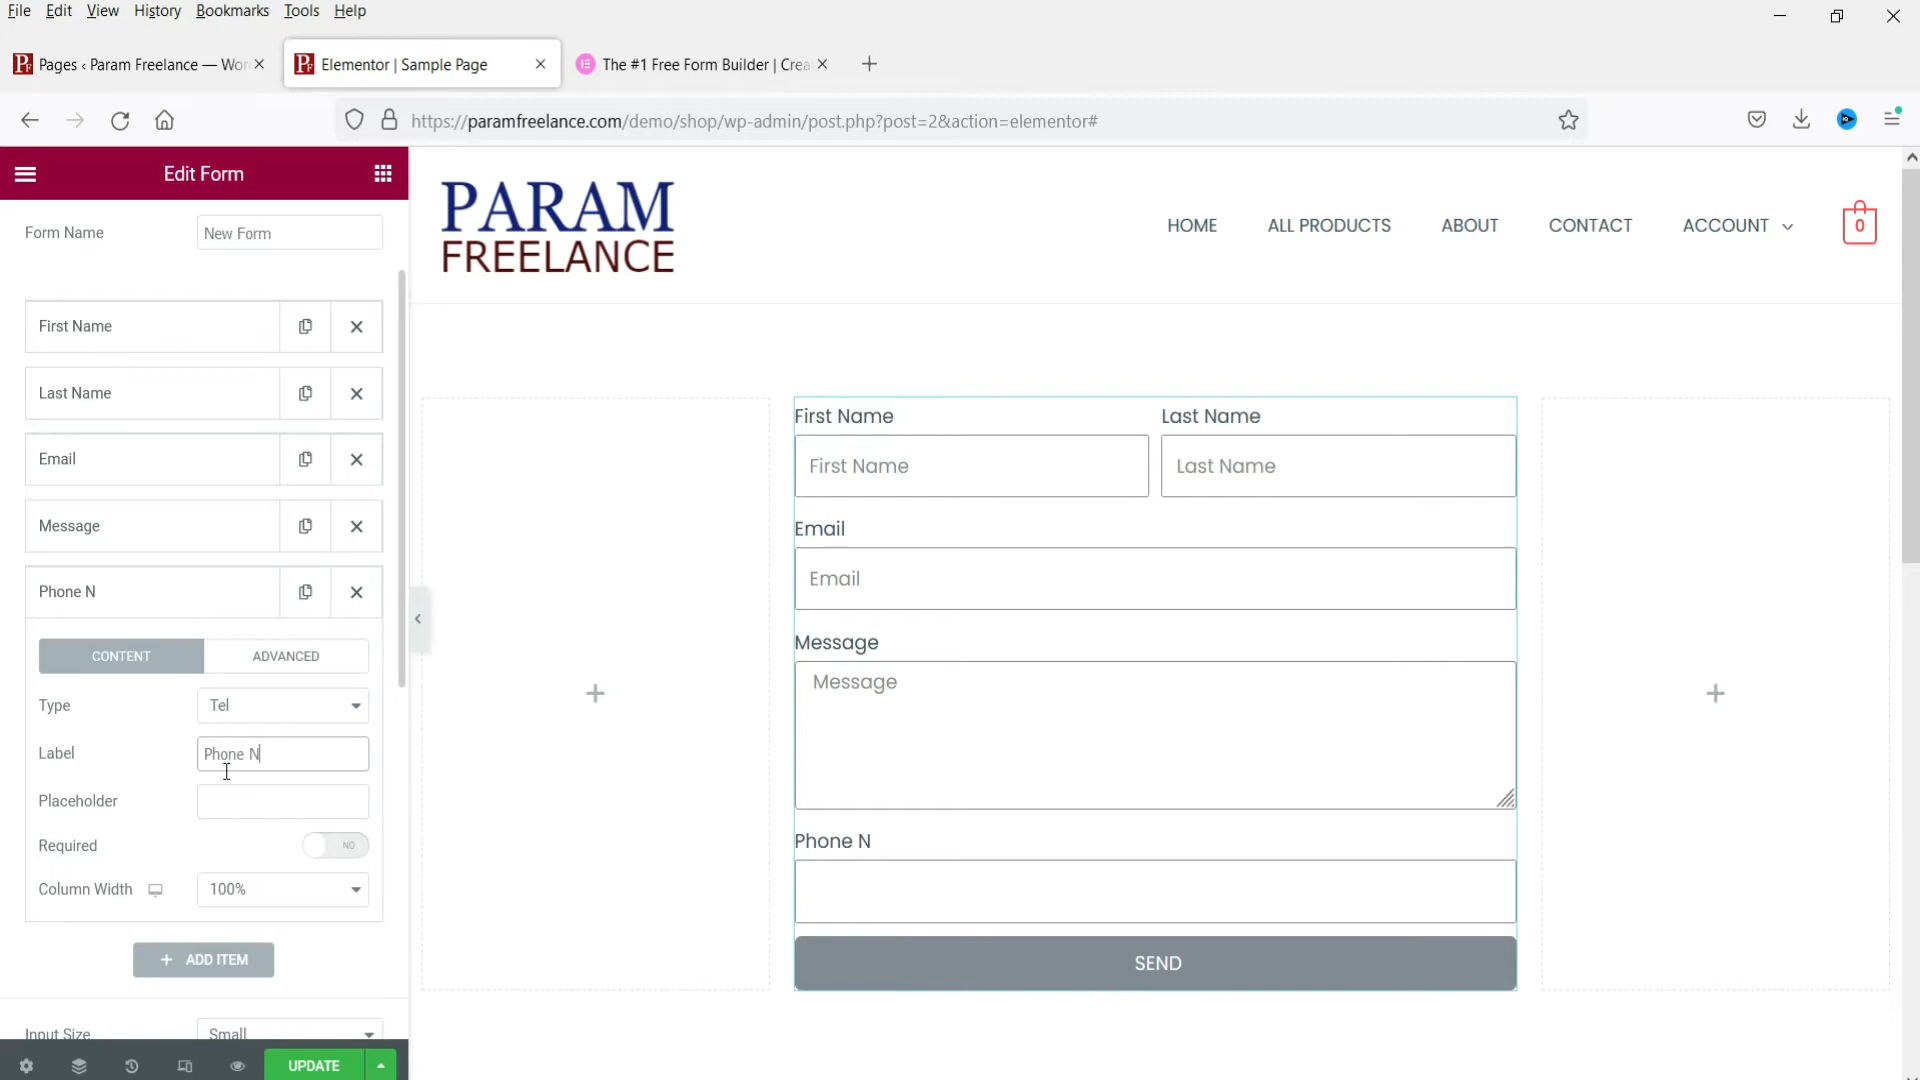 File Edit View History Bookmarks Tools Help
Pages ‹ Param Freelance — Wor
Elementor | Sample Page
The #1 Free Form Builder | Crea
https://paramfreelance.com/demo/shop/wp-admin/post.php?post=2&action=elementor#
Edit Form
Form Name New Form
First Name
Last Name
Email
Message
Phone N
CONTENT ADVANCED
Type Tel
Label Phone N
Placeholder
Required NO
Column Width 100%
+ ADD ITEM
Input Size Small
UPDATE
PARAM
FREELANCE
HOME ALL PRODUCTS ABOUT CONTACT ACCOUNT 0
First Name Last Name
First Name Last Name
Email
Email
Message
Message
Phone N
SEND